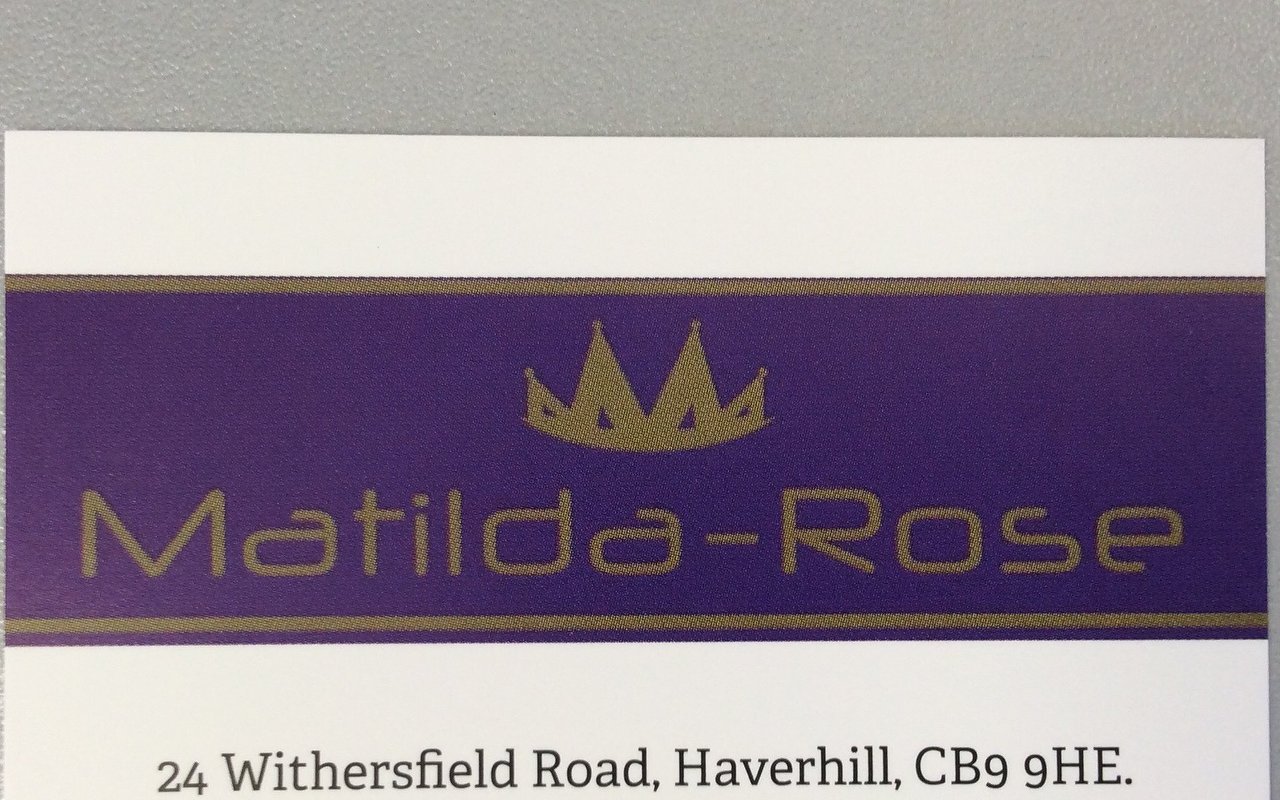 Matilda-Rose
24 Withersfield Road, Haverhill, CB9 9HE.